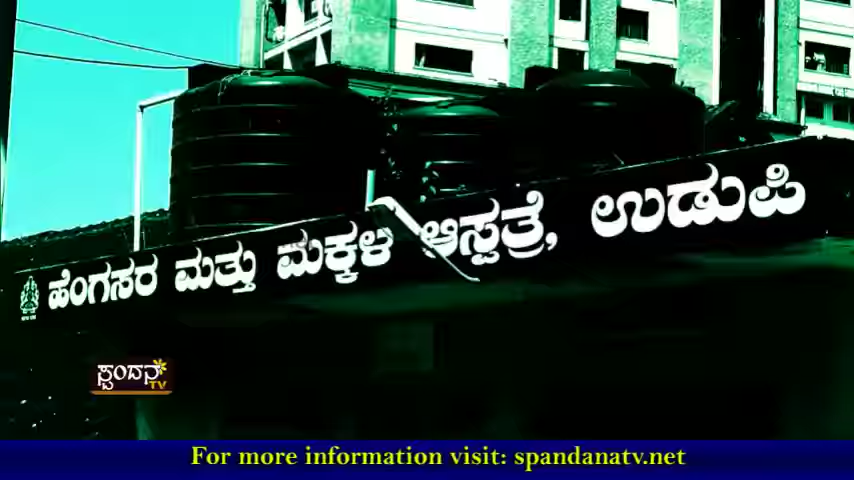 ಹೆಂಗಸರ ಮತ್ತು ಮಕ್ಕಳ ಆಸ್ಪತ್ರೆ, ಉಡುಪಿ
ಸ್ಪಂದನ
TV
For more information visit: spandanatv.net